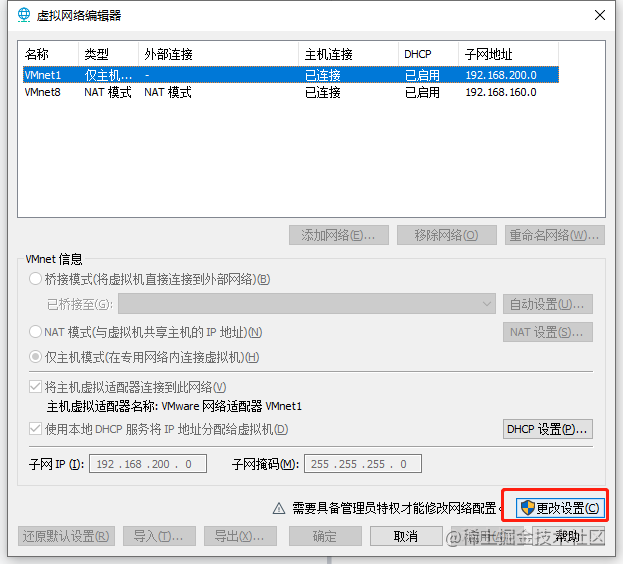 虚拟网络编辑器
名称 类型 外部连接 主机连接 DHCP 子网地址
VMnet1 仅主机... - 已连接 已启用 192.168.200.0
VMnet8 NAT 模式 NAT 模式 已连接 已启用 192.168.160.0
添加网络(E)... 移除网络(O) 重命名网络(W)...
VMnet 信息
桥接模式(将虚拟机直接连接到外部网络)(B)
已桥接至(G): 自动设置(U)...
NAT 模式(与虚拟机共享主机的 IP 地址)(N) NAT 设置(S)...
仅主机模式(在专用网络内连接虚拟机)(H)
将主机虚拟适配器连接到此网络(V)
主机虚拟适配器名称: VMware 网络适配器 VMnet1
使用本地 DHCP 服务将 IP 地址分配给虚拟机(D) DHCP 设置(P)...
子网 IP (I): 192 . 168 . 200 . 0 子网掩码(M): 255 . 255 . 255 . 0
需要具备管理员特权才能修改网络配置。 更改设置(C)
还原默认设置(R) 导入(T)... 导出(X)... 确定 取消 帮助
@稀土掘金技术社区